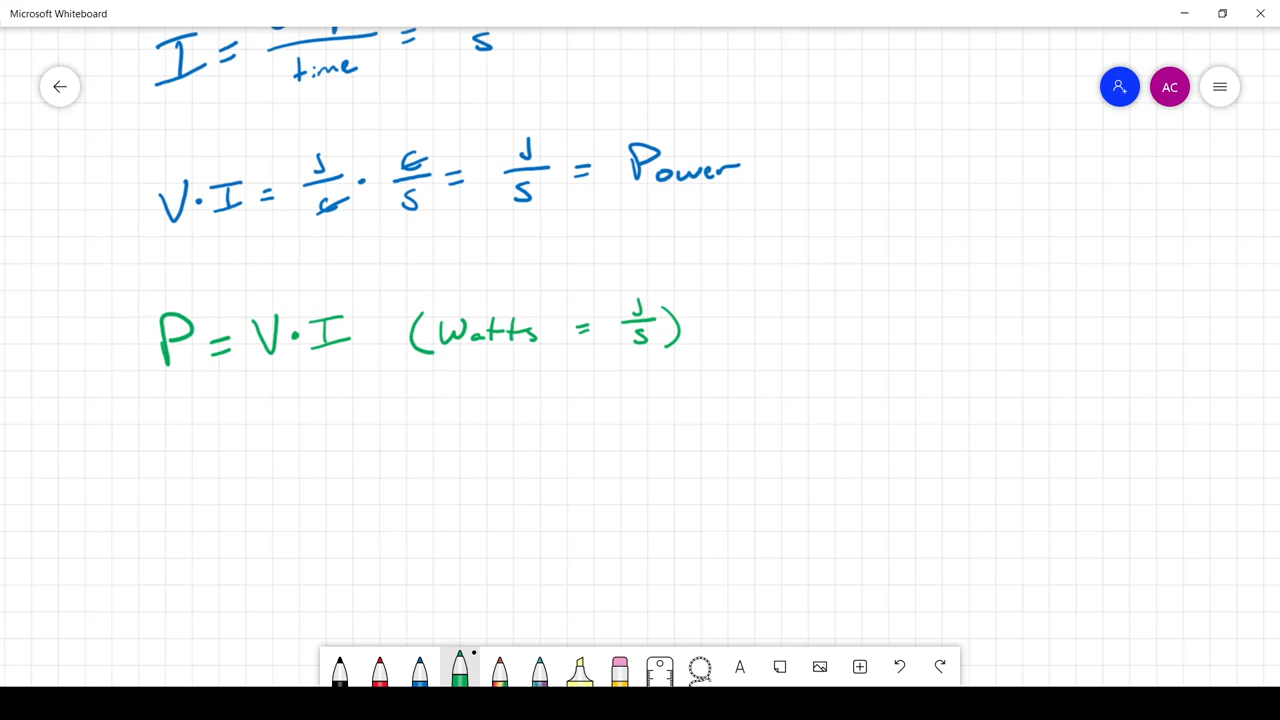 Microsoft Whiteboard
I = / time = / s
AC
V·I = J/C · C/S = J/S = Power
P = V·I (Watts = J/S)
A